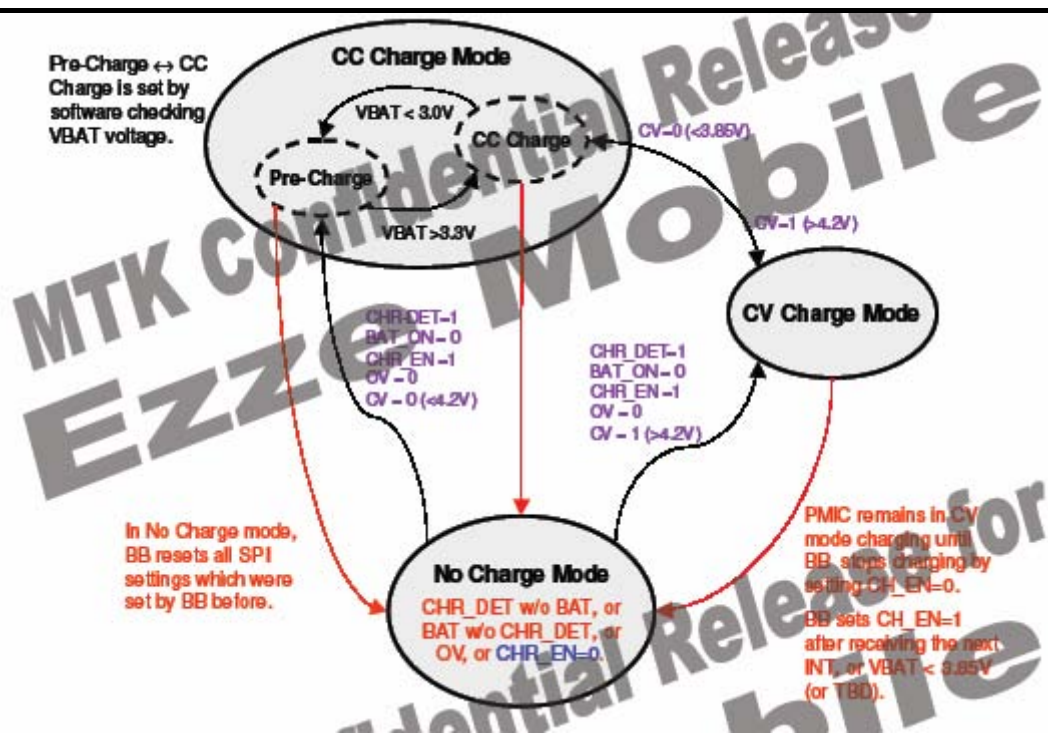 Pre-Charge ↔ CC
Charge is set by
software checking
VBAT voltage.
CC Charge Mode
VBAT < 3.0V
CC Charge
Pre-Charge
VBAT >3.3V
CV=0 (<3.85V)
CV=1 (>4.2V)
CV Charge Mode
CHR_DET=1
BAT_ON=0
CHR_EN=1
OV=0
CV=0 (<4.2V)
CHR_DET=1
BAT_ON=0
CHR_EN=1
OV=0
CV=1 (>4.2V)
In No Charge mode,
BB resets all SPI
settings which were
set by BB before.
No Charge Mode
CHR_DET w/o BAT, or
BAT w/o CHR_DET, or
OV, or CHR_EN=0.
PMIC remains in CV
mode charging until
BB stops charging by
setting CH_EN=0.
BB sets CH_EN=1
after receiving the next
INT, or VBAT < 3.85V
(or TBD).
MTK Confidential Release
Ezze Mobile
Confidential Release for
Mobile